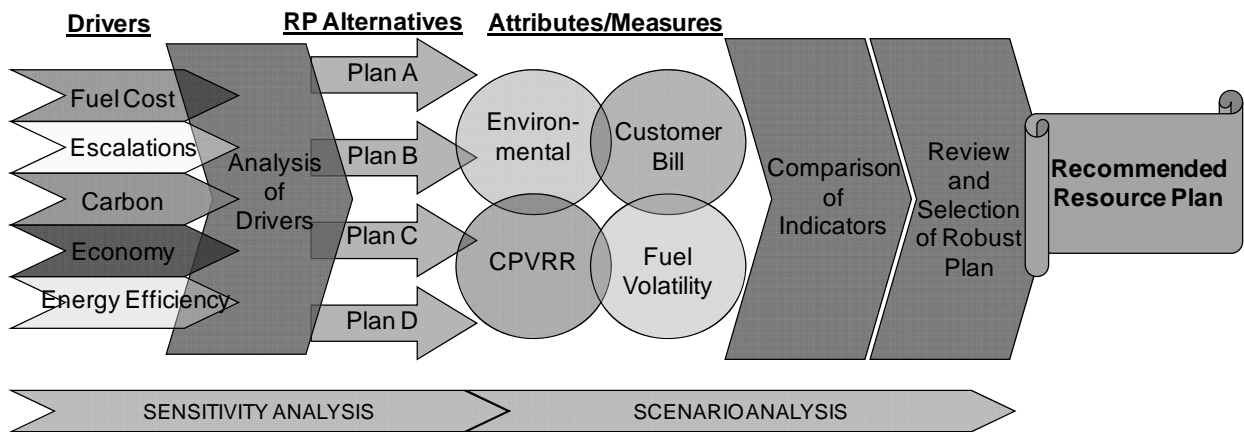 Drivers
RP Alternatives
Attributes/Measures
Fuel Cost
Escalations
Carbon
Economy
Energy Efficiency
Analysis
of
Drivers
Plan A
Plan B
Plan C
Plan D
Environ-
mental
Customer
Bill
CPVRR
Fuel
Volatility
Comparison
of
Indicators
Review
and
Selection
of Robust
Plan
Recommended
Resource Plan
SENSITIVITY ANALYSIS
SCENARIO ANALYSIS